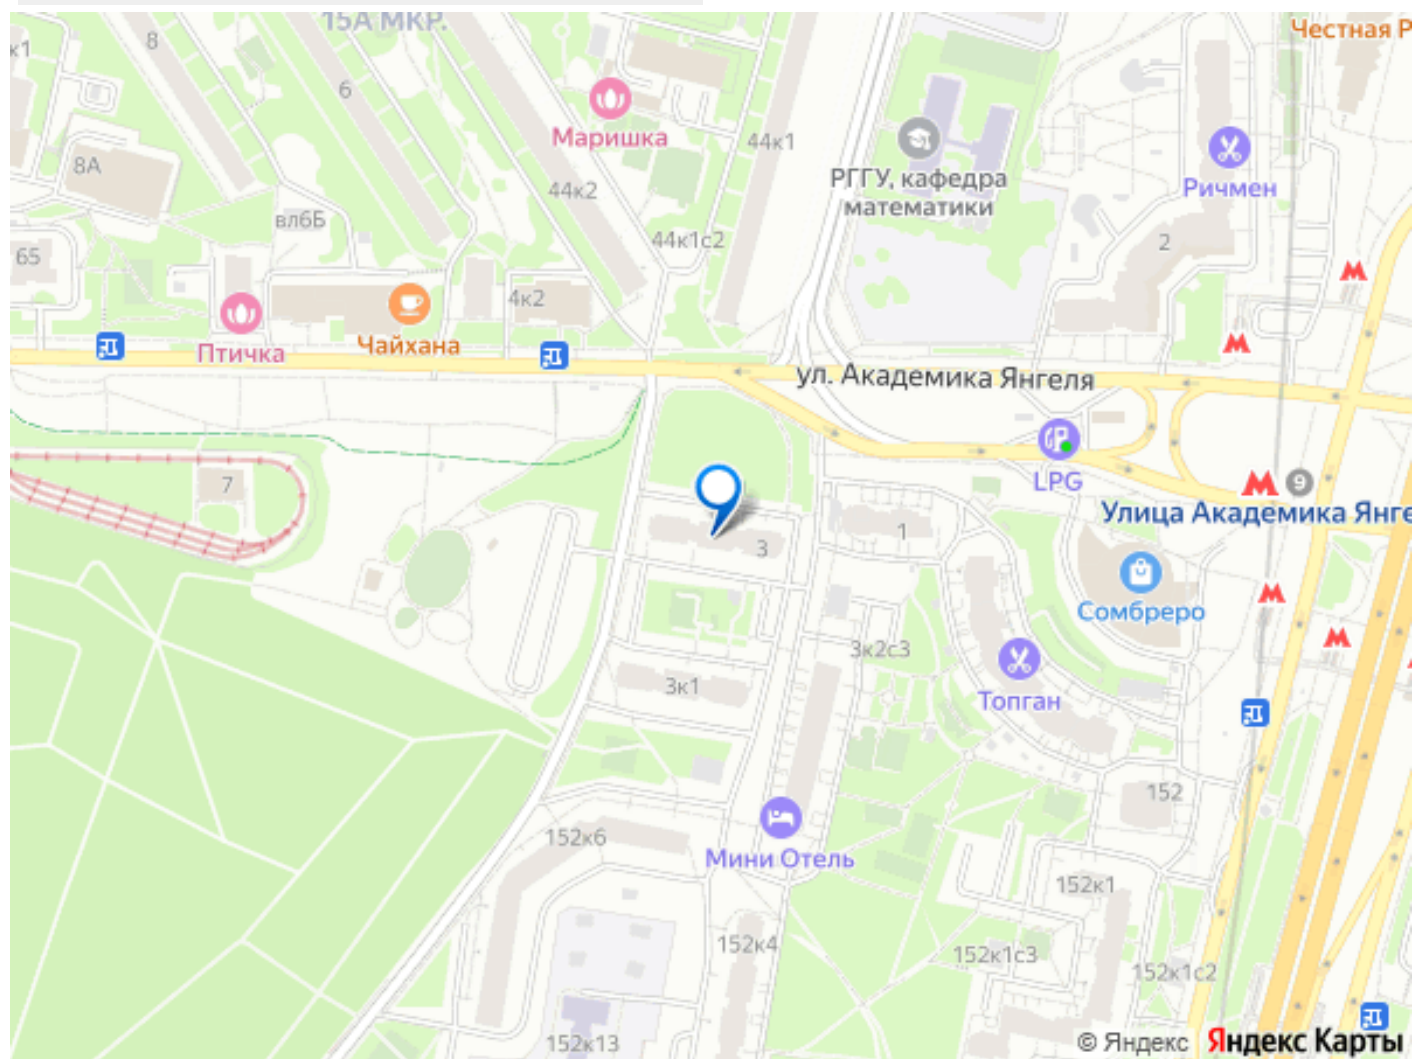 15А МКР.
Честная Р
к1
8
6
Маришка
44к1
8А
РГГУ, кафедра
математики
Ричмен
44к2
вл6Б
44к1с2
2
65
4к2
Птичка
Чайхана
ул. Академика Янгеля
7
LPG
9
Улица Академика Янге
1
3
Сомбреро
3к2с3
3к1
Топган
152
152к6
Мини Отель
152к1
152к4
152к1с3
152к1с2
152к13
© Яндекс Яндекс Карты